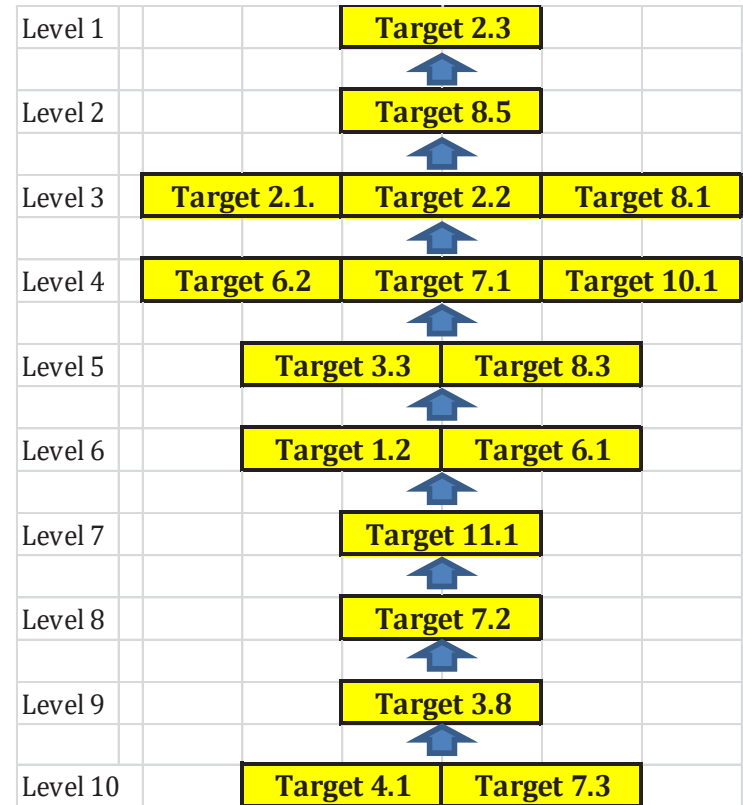 Level 1 Target 2.3
Level 2 Target 8.5
Level 3 Target 2.1. Target 2.2 Target 8.1
Level 4 Target 6.2 Target 7.1 Target 10.1
Level 5 Target 3.3 Target 8.3
Level 6 Target 1.2 Target 6.1
Level 7 Target 11.1
Level 8 Target 7.2
Level 9 Target 3.8
Level 10 Target 4.1 Target 7.3